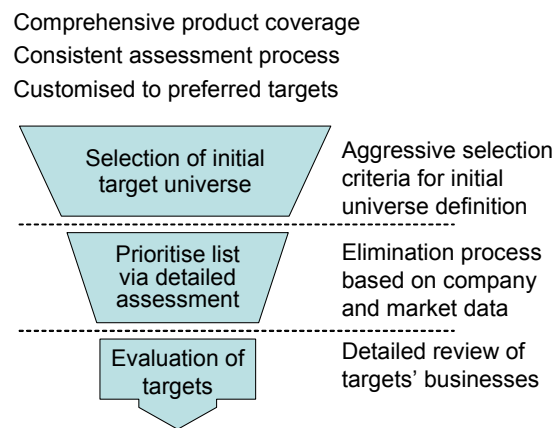 Comprehensive product coverage
Consistent assessment process
Customised to preferred targets
Selection of initial
target universe
Aggressive selection
criteria for initial
universe definition
Prioritise list
via detailed
assessment
Elimination process
based on company
and market data
Evaluation of
targets
Detailed review of
targets' businesses